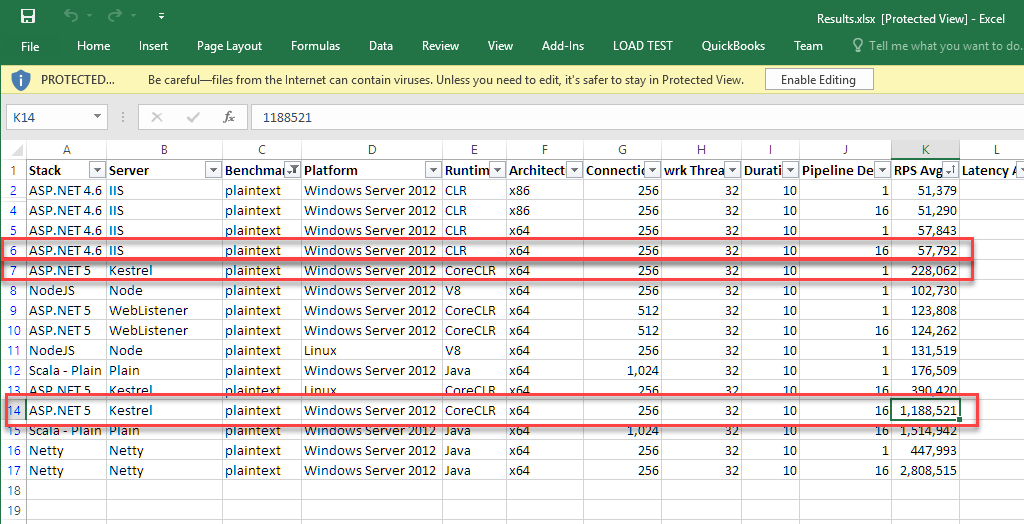 Results.xlsx [Protected View] - Excel
File Home Insert Page Layout Formulas Data Review View Add-Ins LOAD TEST QuickBooks Team Tell me what you want to do.
PROTECTED... Be careful—files from the Internet can contain viruses. Unless you need to edit, it's safer to stay in Protected View. Enable Editing
K14 fx 1188521
A B C D E F G H I J K L
1 Stack Server Benchmar Platform Runtim Architect Connectic wrk Threa Durati Pipeline De RPS Avg Latency A
2 ASP.NET 4.6 IIS plaintext Windows Server 2012 CLR x86 256 32 10 1 51,379
4 ASP.NET 4.6 IIS plaintext Windows Server 2012 CLR x86 256 32 10 16 51,290
5 ASP.NET 4.6 IIS plaintext Windows Server 2012 CLR x64 256 32 10 1 57,843
6 ASP.NET 4.6 IIS plaintext Windows Server 2012 CLR x64 256 32 10 16 57,792
7 ASP.NET 5 Kestrel plaintext Windows Server 2012 CoreCLR x64 256 32 10 1 228,062
8 NodeJS Node plaintext Windows Server 2012 V8 x64 256 32 10 1 102,730
9 ASP.NET 5 WebListener plaintext Windows Server 2012 CoreCLR x64 512 32 10 1 123,808
10 ASP.NET 5 WebListener plaintext Windows Server 2012 CoreCLR x64 512 32 10 16 124,262
11 NodeJS Node plaintext Linux V8 x64 256 32 10 1 131,519
12 Scala - Plain Plain plaintext Windows Server 2012 Java x64 1,024 32 10 1 176,509
13 ASP.NET 5 Kestrel plaintext Linux CoreCLR x64 256 32 10 16 390,420
14 ASP.NET 5 Kestrel plaintext Windows Server 2012 CoreCLR x64 256 32 10 16 1,188,521
15 Scala - Plain Plain plaintext Windows Server 2012 Java x64 1,024 32 10 16 1,514,942
16 Netty Netty plaintext Windows Server 2012 Java x64 256 32 10 1 447,993
17 Netty Netty plaintext Windows Server 2012 Java x64 256 32 10 16 2,808,515
18
19